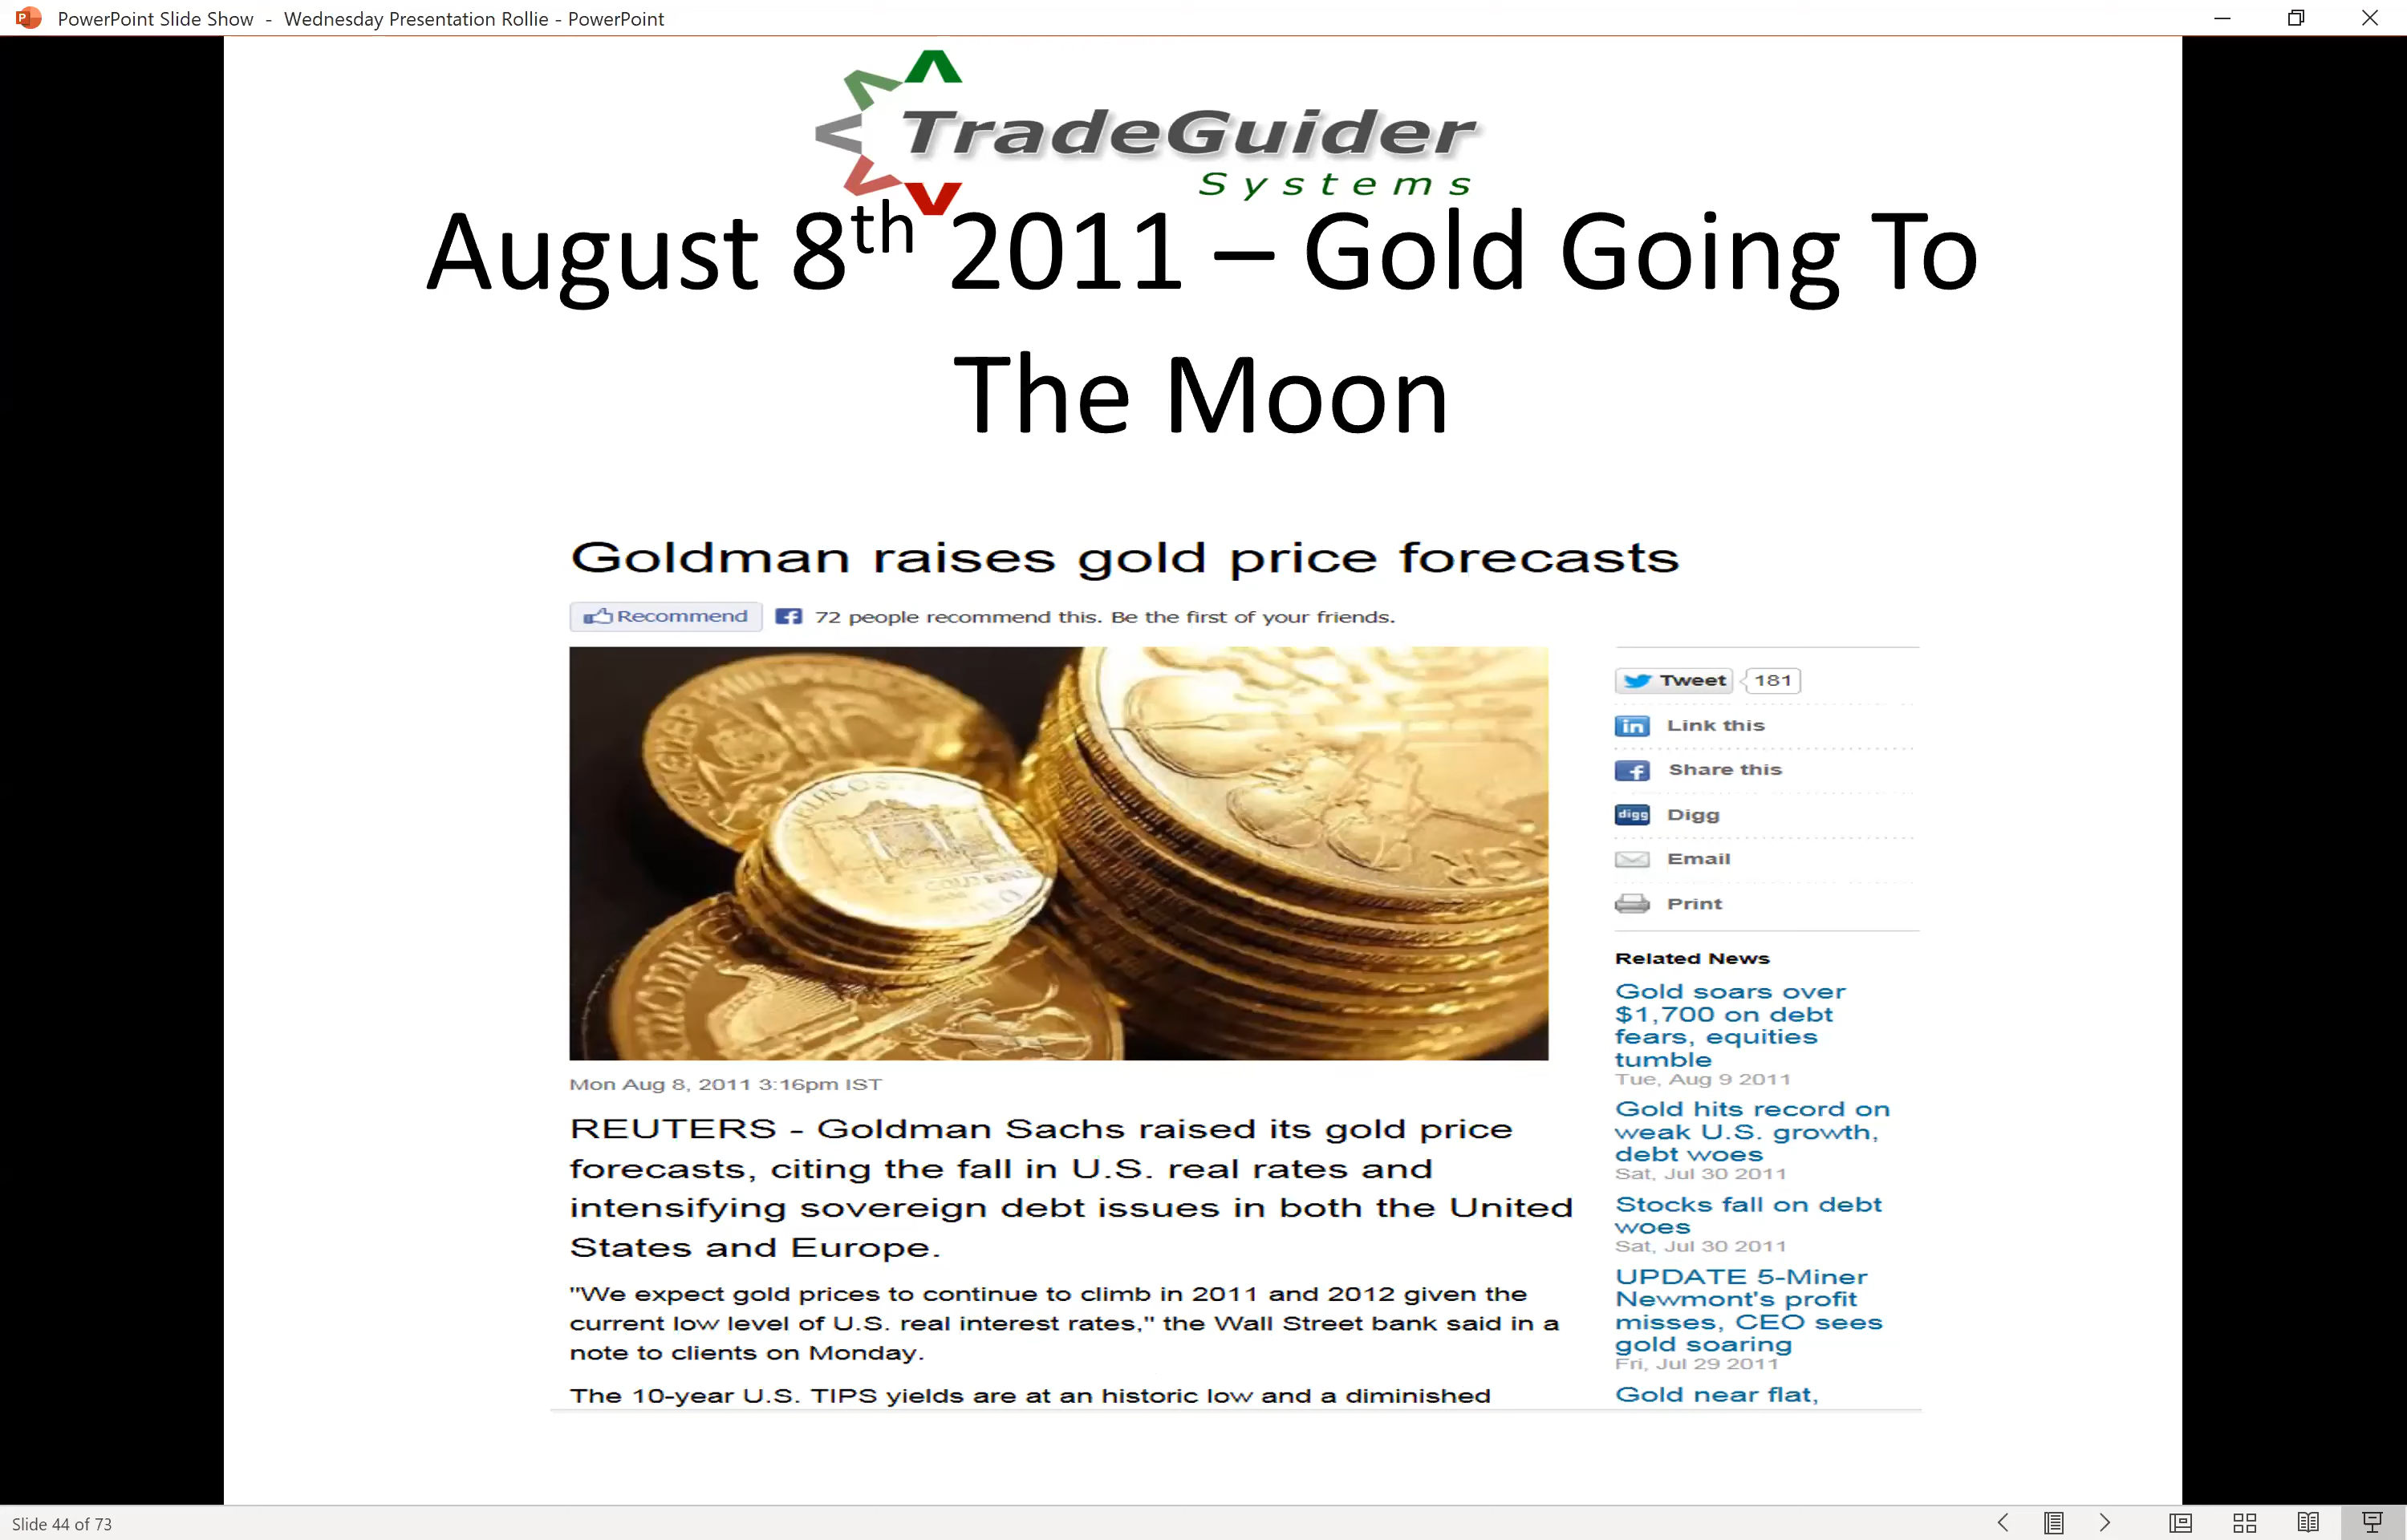 PowerPoint Slide Show - Wednesday Presentation Rollie - PowerPoint
TradeGuider
Systems
August 8th 2011 – Gold Going To
The Moon
Goldman raises gold price forecasts
Recommend 72 people recommend this. Be the first of your friends.
Mon Aug 8, 2011 3:16pm IST
REUTERS - Goldman Sachs raised its gold price
forecasts, citing the fall in U.S. real rates and
intensifying sovereign debt issues in both the United
States and Europe.
"We expect gold prices to continue to climb in 2011 and 2012 given the
current low level of U.S. real interest rates," the Wall Street bank said in a
note to clients on Monday.
The 10-year U.S. TIPS yields are at an historic low and a diminished
Tweet 181
in Link this
f Share this
digg Digg
Email
Print
Related News
Gold soars over
$1,700 on debt
fears, equities
tumble
Tue, Aug 9 2011
Gold hits record on
weak U.S. growth,
debt woes
Sat, Jul 30 2011
Stocks fall on debt
woes
Sat, Jul 30 2011
UPDATE 5-Miner
Newmont's profit
misses, CEO sees
gold soaring
Fri, Jul 29 2011
Gold near flat,
Slide 44 of 73